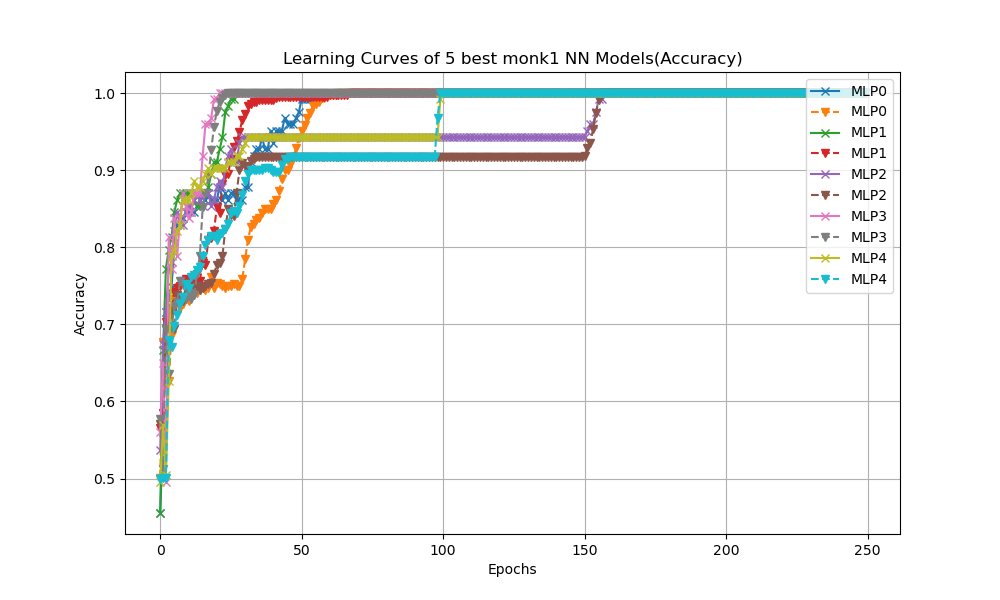 Learning Curves of 5 best monk1 NN Models(Accuracy)
1.0
0.9
0.8
0.7
0.6
0.5
Accuracy
0
50
100
150
200
250
Epochs
MLP0
MLP0
MLP1
MLP1
MLP2
MLP2
MLP3
MLP3
MLP4
MLP4